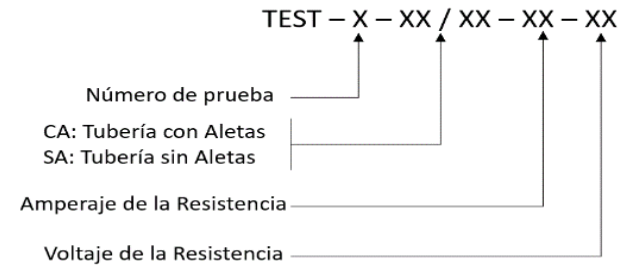 TEST – X – XX / XX – XX – XX
Número de prueba
CA: Tubería con Aletas
SA: Tubería sin Aletas
Amperaje de la Resistencia
Voltaje de la Resistencia